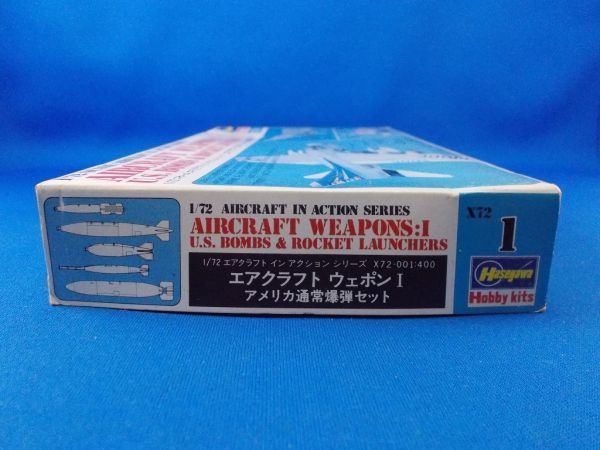 1/72 AIRCRAFT IN ACTION SERIES
AIRCRAFT WEAPONS:I
U.S. BOMBS & ROCKET LAUNCHERS
1/72 エアクラフト イン アクション シリーズ X72-001:400
エアクラフト ウェポン I
アメリカ通常爆弾セット
X72
1
Hasegawa
Hobby kits